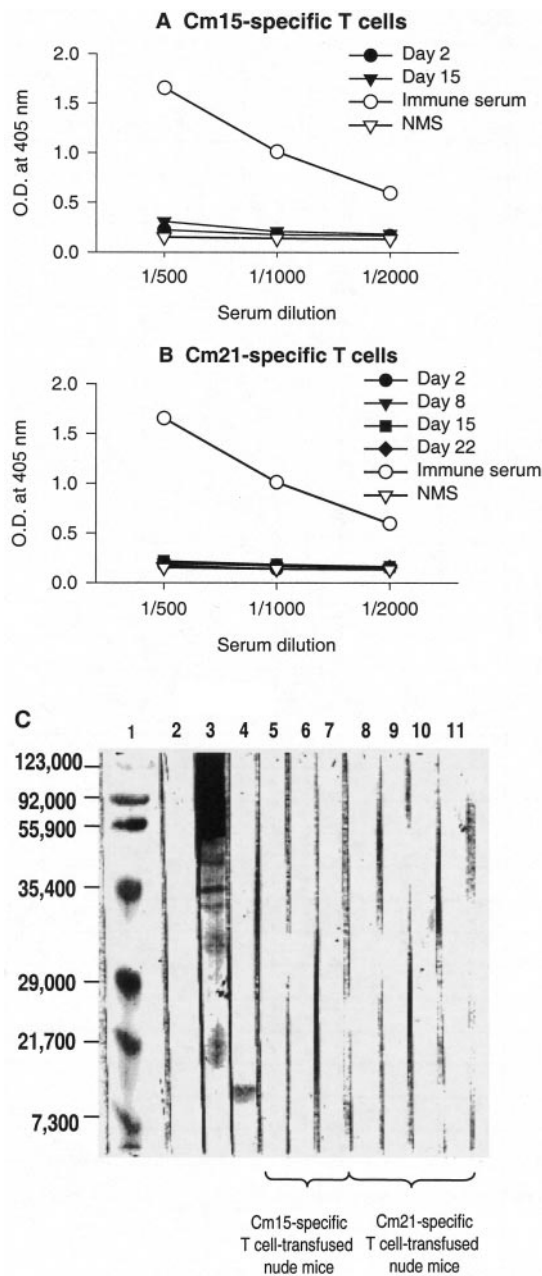 A Cm15-specific T cells
Day 2
Day 15
Immune serum
NMS
O.D. at 405 nm
2.0
1.5
1.0
0.5
0.0
1/500 1/1000 1/2000
Serum dilution
B Cm21-specific T cells
Day 2
Day 8
Day 15
Day 22
Immune serum
NMS
O.D. at 405 nm
2.0
1.5
1.0
0.5
0.0
1/500 1/1000 1/2000
Serum dilution
C 1 2 3 4 5 6 7 8 9 10 11
123,000
92,000
55,900
35,400
29,000
21,700
7,300
Cm15-specific
T cell-transfused
nude mice
Cm21-specific
T cell-transfused
nude mice